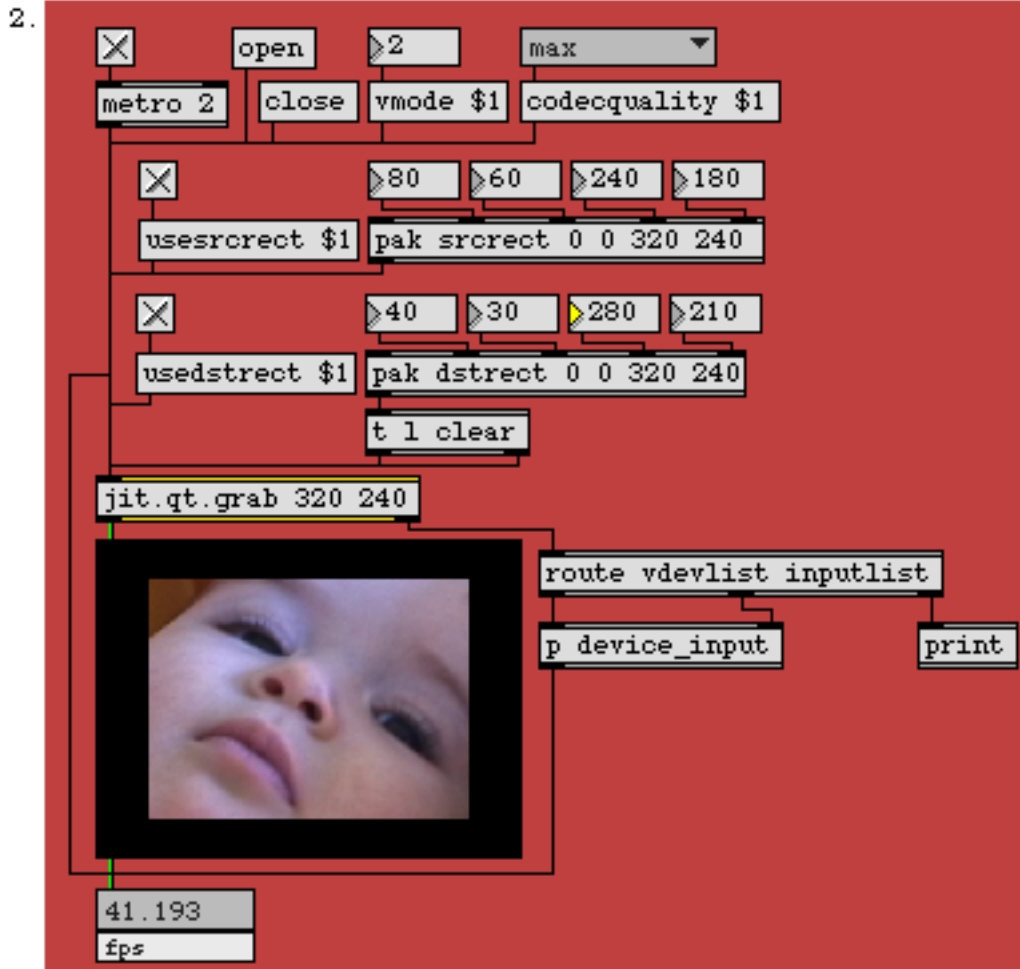 2.
open
2
max
metro 2
close
vmode $1
codecquality $1
80
60
240
180
usesrcrect $1
pak srcrect 0 0 320 240
40
30
280
210
usedstrect $1
pak dstrect 0 0 320 240
t l clear
jit.qt.grab 320 240
route vdevlist inputlist
p device_input
print
41.193
fps